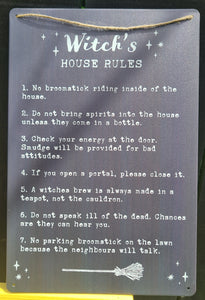 Witch's
HOUSE RULES
1. No broomstick riding inside of the
house.
2. Do not bring spirits into the house
unless they come in a bottle.
3. Check your energy at the door.
Smudge will be provided for bad
attitudes.
4. If you open a portal, please close it.
5. A witches brew is always made in a
teapot, not the cauldron.
6. Do not speak ill of the dead. Chances
are they can hear you.
7. No parking broomstick on the lawn
because the neighbours will talk.